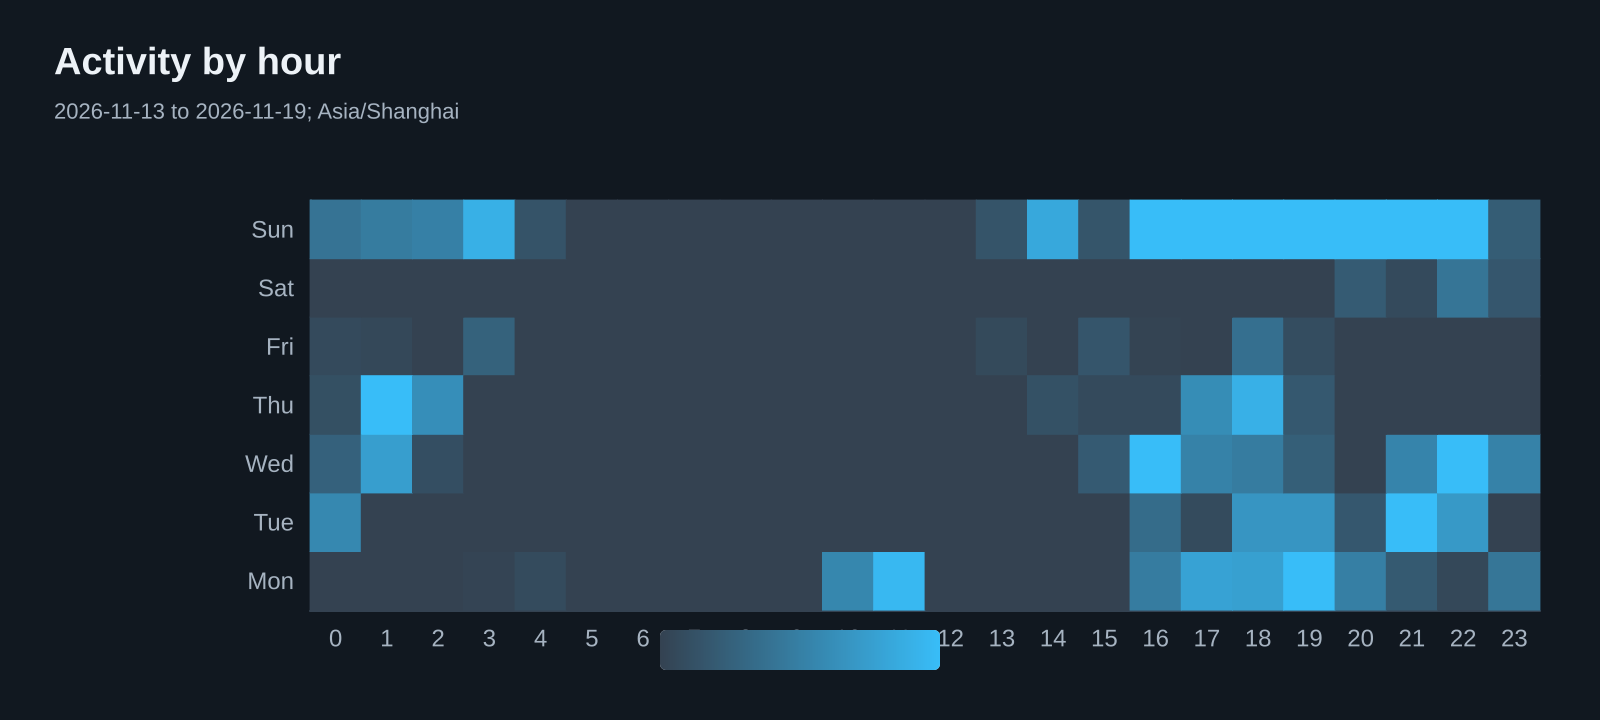 Activity by hour
2026-11-13 to 2026-11-19; Asia/Shanghai
Sun
Sat
Fri
Thu
Wed
Tue
Mon
0 1 2 3 4 5 6 12 13 14 15 16 17 18 19 20 21 22 23